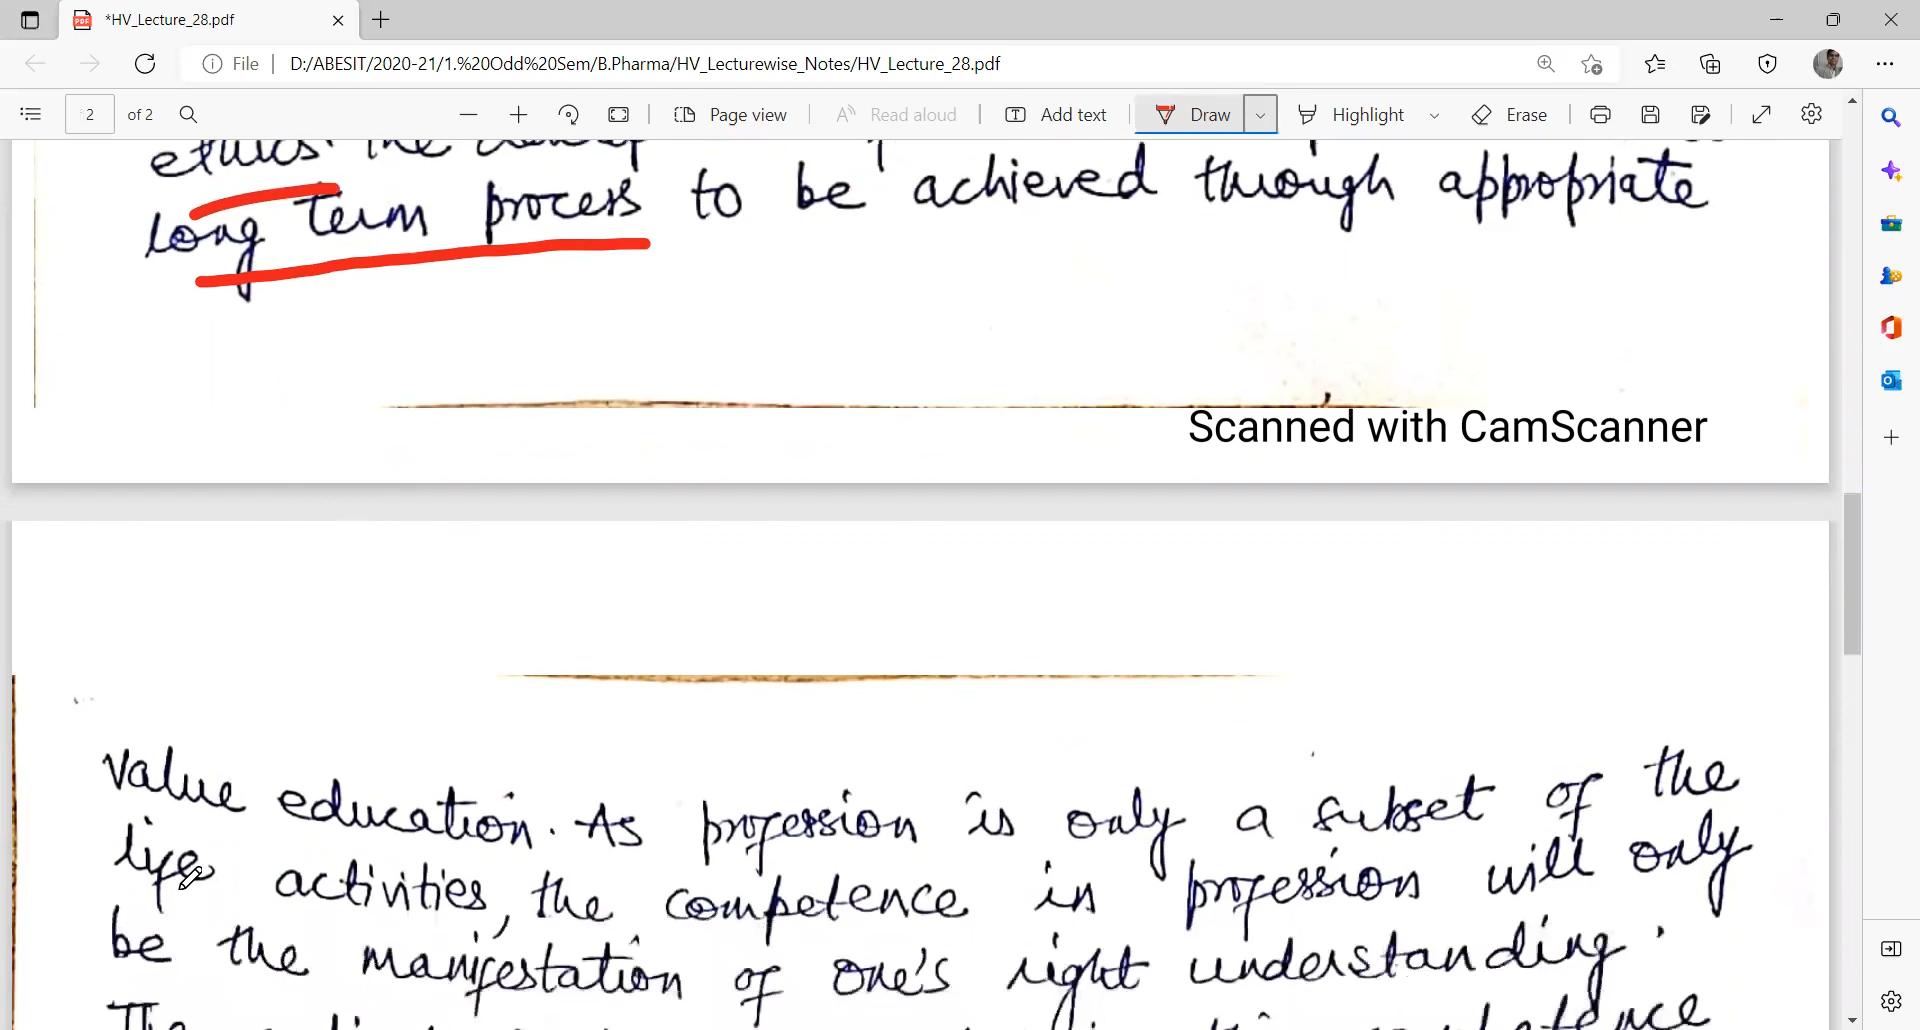 *HV_Lecture_28.pdf
File | D:/ABESIT/2020-21/1.%20Odd%20Sem/B.Pharma/HV_Lecturewise_Notes/HV_Lecture_28.pdf
2 of 2 Page view Read aloud Add text Draw Highlight Erase
ethics. The
long term process to be achieved through appropriate
Scanned with CamScanner
Value education. As profession is only a subset of the
life activities, the competence in profession will only
be the manifestation of one's right understanding.
The